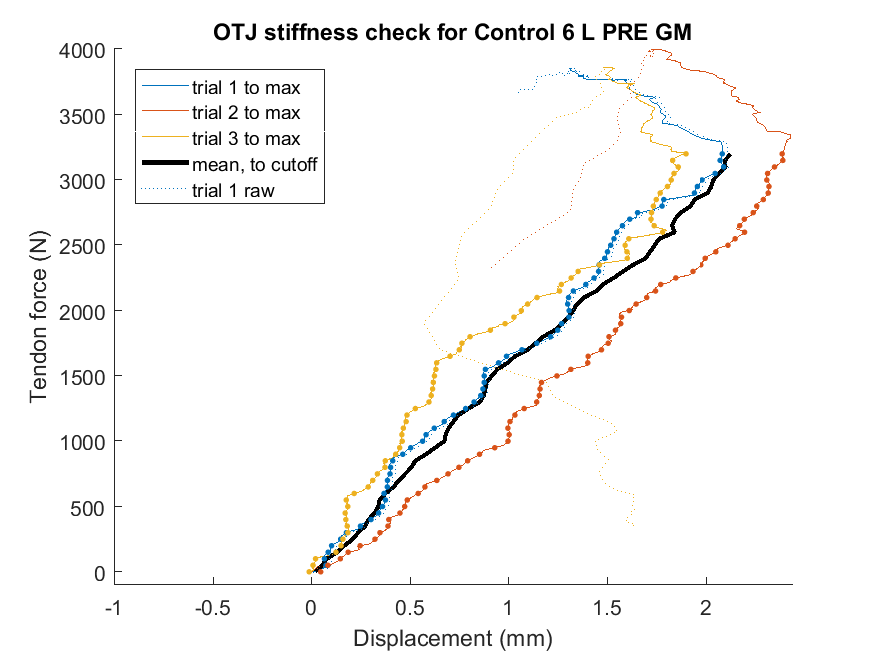 OTJ stiffness check for Control 6 L PRE GM
4000
3500
3000
2500
2000
1500
1000
500
0
Tendon force (N)
trial 1 to max
trial 2 to max
trial 3 to max
mean, to cutoff
trial 1 raw
-1
-0.5
0
0.5
1
1.5
2
Displacement (mm)